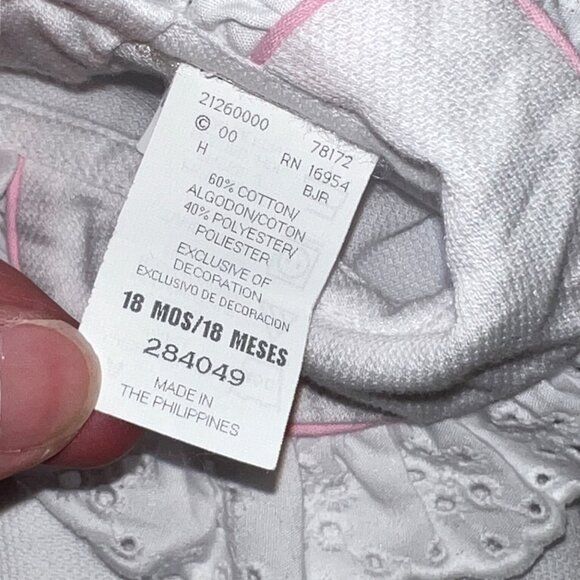 21260000 78172
© 00 RN 16954
H BJR
60% COTTON/
ALGODON/COTON
40% POLYESTER/
POLIESTER
EXCLUSIVE OF
DECORATION
EXCLUSIVO DE DECORACION
18 MOS/18 MESES
284049
MADE IN
THE PHILIPPINES